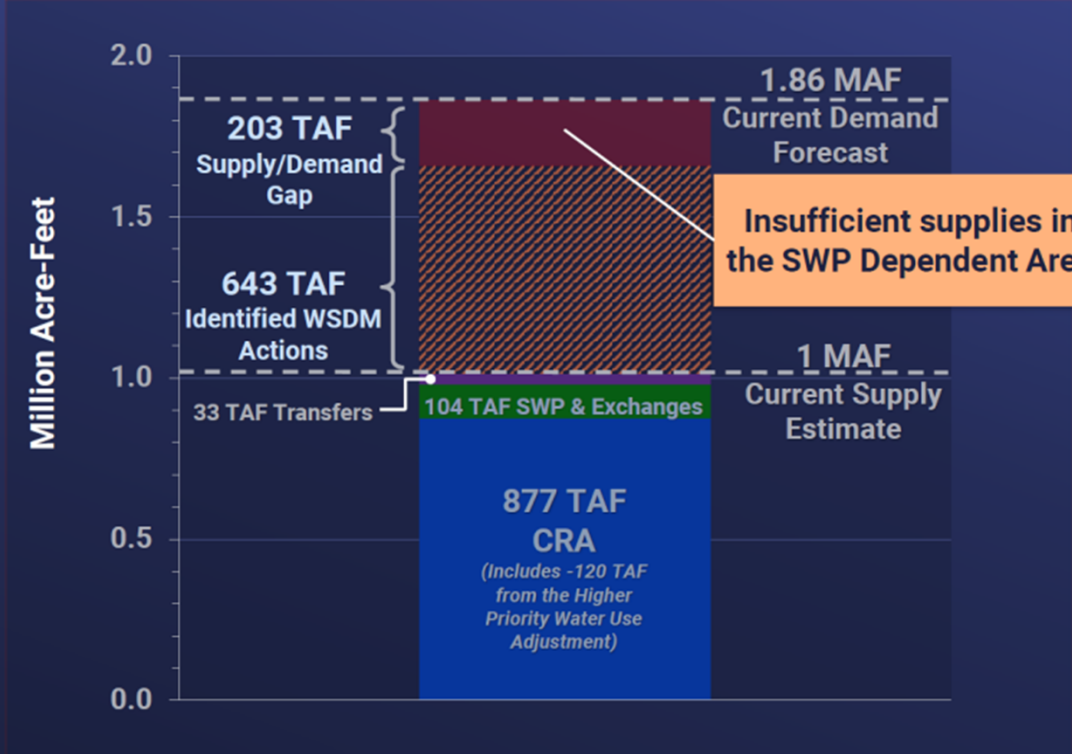 2.0
1.5
1.0
0.5
0.0
Million Acre-Feet
203 TAF
Supply/Demand
Gap
643 TAF
Identified WSDM
Actions
33 TAF Transfers
104 TAF SWP & Exchanges
877 TAF
CRA
(Includes -120 TAF
from the Higher
Priority Water Use
Adjustment)
1.86 MAF
Current Demand
Forecast
Insufficient supplies in
the SWP Dependent Are
1 MAF
Current Supply
Estimate